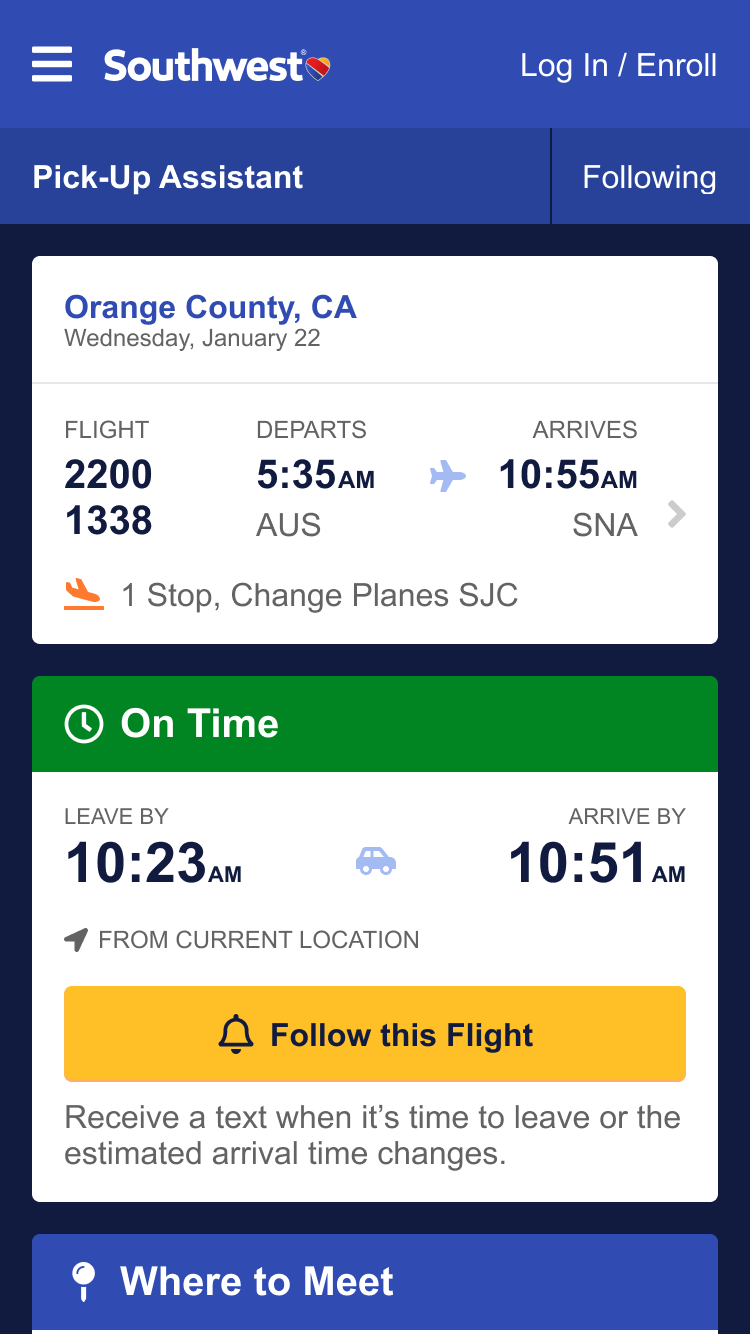 Southwest®
Log In / Enroll
Pick-Up Assistant
Following
Orange County, CA
Wednesday, January 22
FLIGHT DEPARTS ARRIVES
2200 5:35AM 10:55AM
1338 AUS SNA
1 Stop, Change Planes SJC
On Time
LEAVE BY ARRIVE BY
10:23AM 10:51AM
FROM CURRENT LOCATION
Follow this Flight
Receive a text when it’s time to leave or the
estimated arrival time changes.
Where to Meet